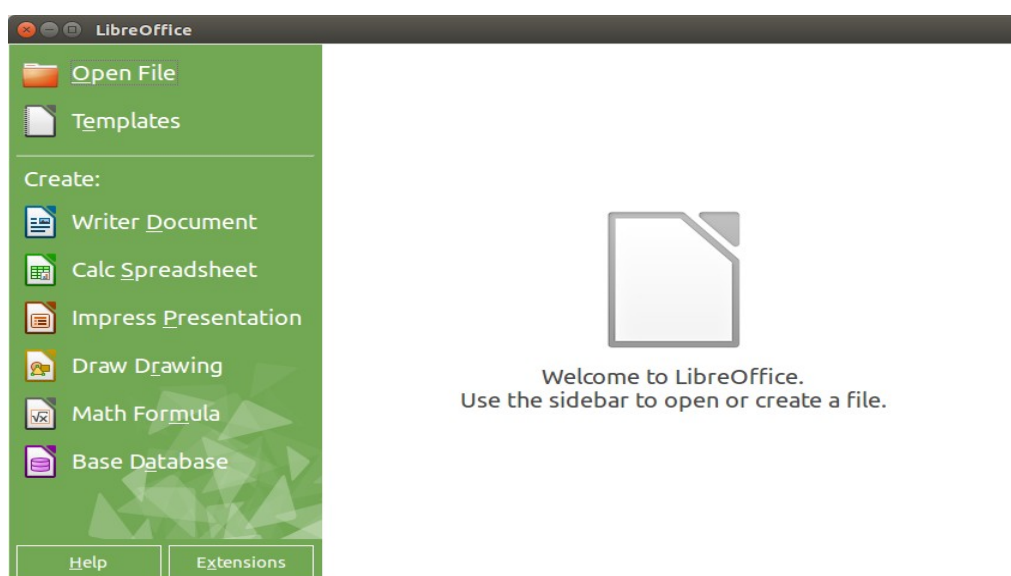 LibreOffice
Open File
Templates
Create:
Writer Document
Calc Spreadsheet
Impress Presentation
Draw Drawing
Math Formula
Base Database
Help
Extensions
Welcome to LibreOffice.
Use the sidebar to open or create a file.